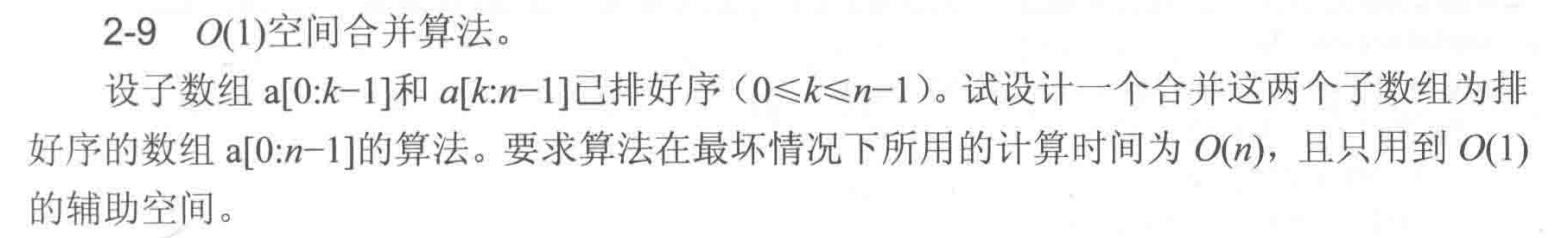 2-9 O(1)空间合并算法。
设子数组 a[0:k−1]和 a[k:n−1]已排好序（0≤k≤n−1）。试设计一个合并这两个子数组为排
好序的数组 a[0:n−1]的算法。要求算法在最坏情况下所用的计算时间为 O(n)，且只用到 O(1)
的辅助空间。